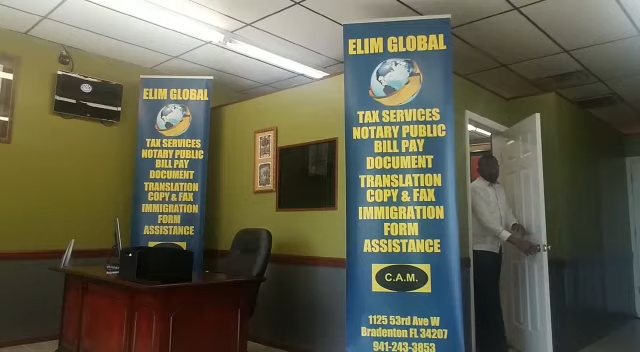 ELIM GLOBAL
TAX SERVICES
NOTARY PUBLIC
BILL PAY
DOCUMENT
TRANSLATION
COPY & FAX
IMMIGRATION
FORM
ASSISTANCE
ELIM GLOBAL
TAX SERVICES
NOTARY PUBLIC
BILL PAY
DOCUMENT
TRANSLATION
COPY & FAX
IMMIGRATION
FORM
ASSISTANCE
C.A.M.
1125 53rd Ave W
Bradenton FL 34207
941-243-3853